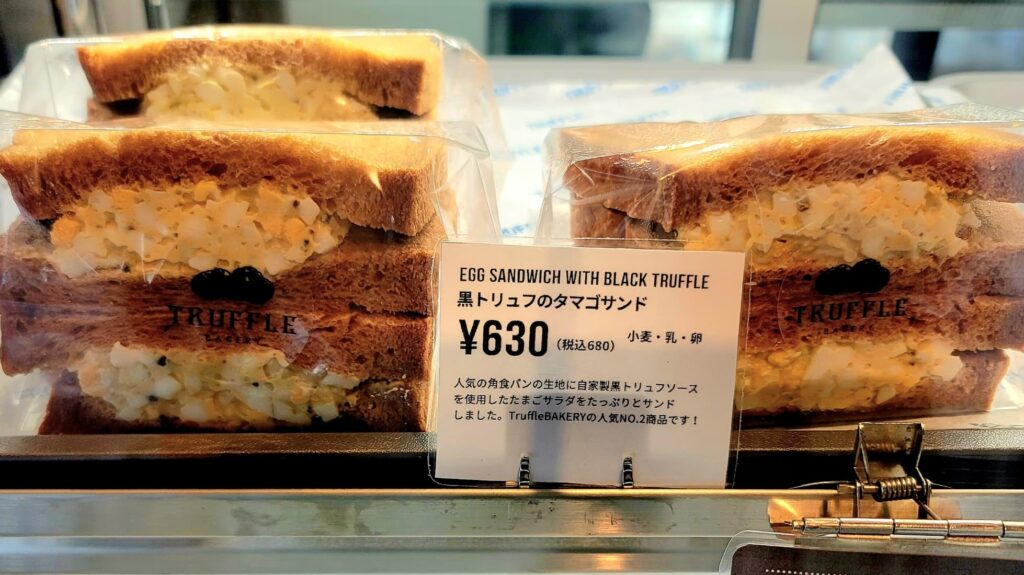 EGG SANDWICH WITH BLACK TRUFFLE
黒トリュフのタマゴサンド
¥630(税込680) 小麦・乳・卵
人気の角食パンの生地に自家製黒トリュフソース
を使用したたまごサラダをたっぷりとサンド
しました。TruffleBAKERYの人気NO.2商品です!
TRUFFLE
BAKERY
TRUFFLE
BAKERY